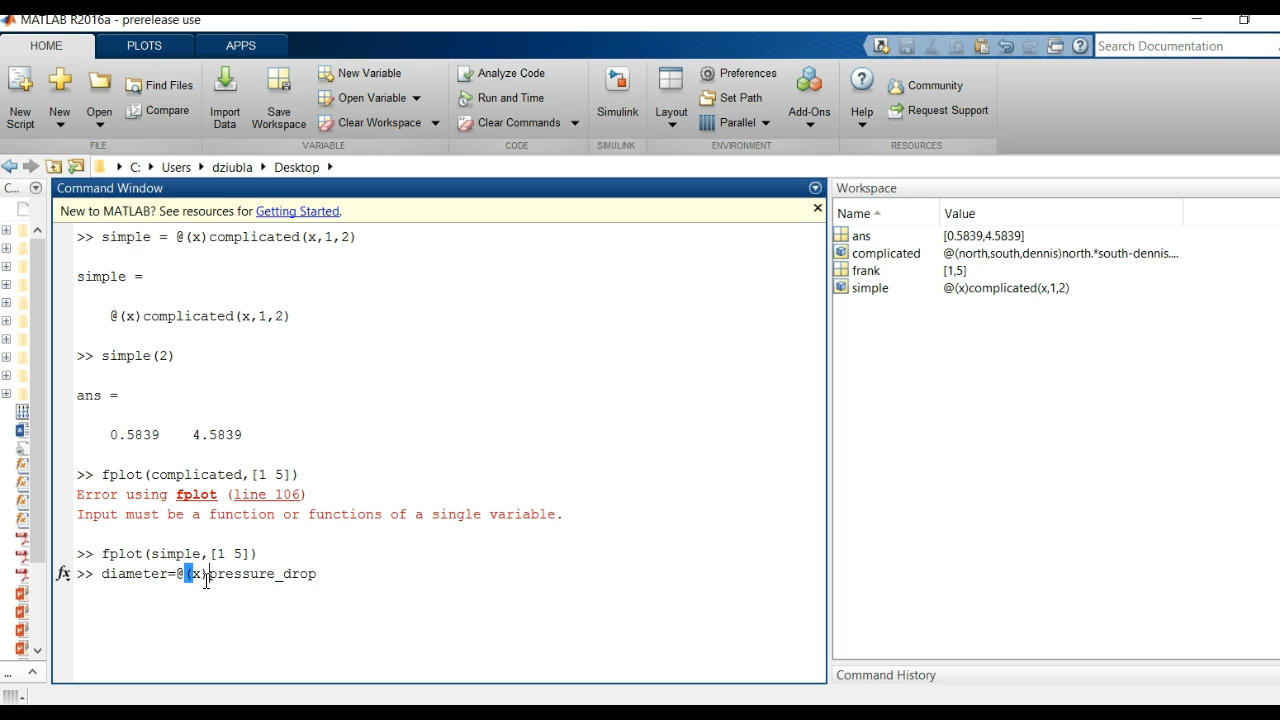 MATLAB R2016a - prerelease use
HOME PLOTS APPS
Search Documentation
New Script
New
Open
Find Files
Compare
FILE
Import Data
Save Workspace
New Variable
Open Variable
Clear Workspace
VARIABLE
Analyze Code
Run and Time
Clear Commands
CODE
Simulink
SIMULINK
Layout
Preferences
Set Path
Parallel
Add-Ons
ENVIRONMENT
Help
Community
Request Support
RESOURCES
C: Users dziubla Desktop
C...
Command Window
New to MATLAB? See resources for Getting Started.
>> simple = @(x)complicated(x,1,2)
simple =
@(x)complicated(x,1,2)
>> simple(2)
ans =
0.5839 4.5839
>> fplot(complicated,[1 5])
Error using fplot (line 106)
Input must be a function or functions of a single variable.
>> fplot(simple,[1 5])
fx >> diameter=@(x)pressure_drop
...
Workspace
Name Value
ans [0.5839,4.5839]
complicated @(north,south,dennis)north.*south-dennis....
frank [1,5]
simple @(x)complicated(x,1,2)
Command History